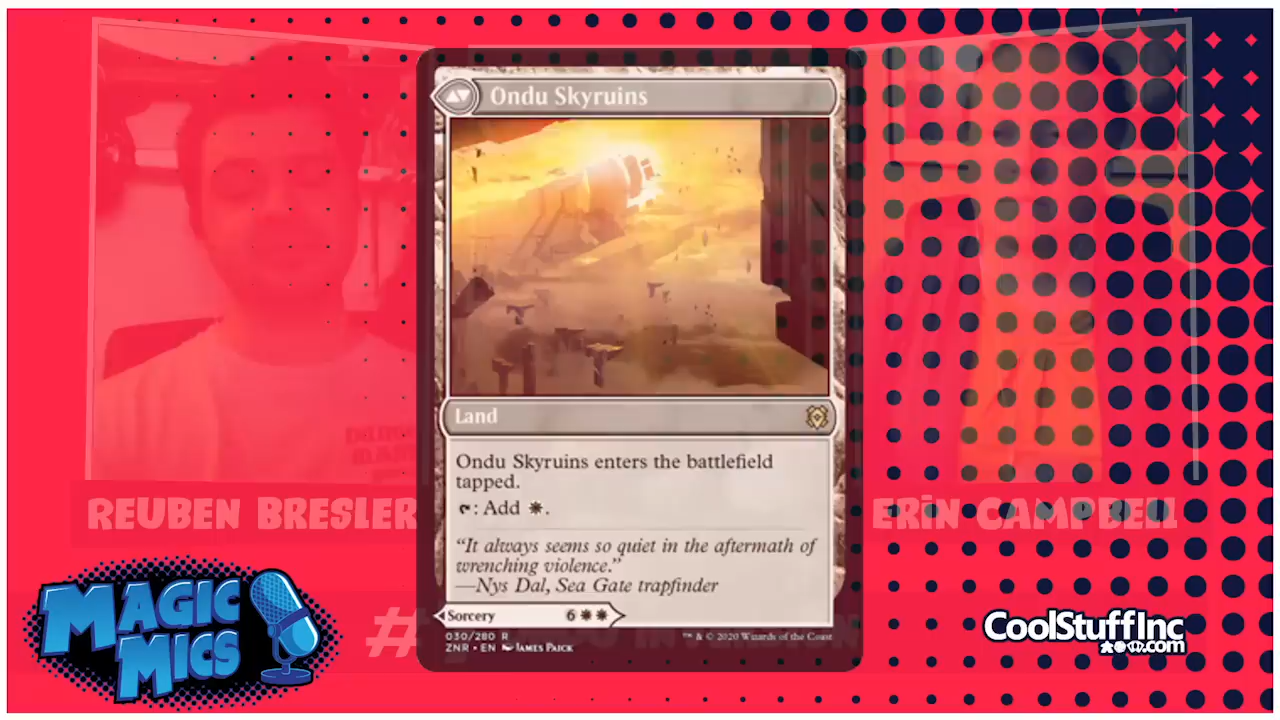 Ondu Skyruins
Land
Ondu Skyruins enters the battlefield
tapped.
: Add .
“It always seems so quiet in the aftermath of
wrenching violence.”
—Nys Dal, Sea Gate trapfinder
Sorcery 6
030/280 R
ZNR • EN James Paick
™ & © 2020 Wizards of the Coast
REUBEN BRESLER
ERIN CAMPBELL
MAGIC
MICS
CoolStuffInc
.com